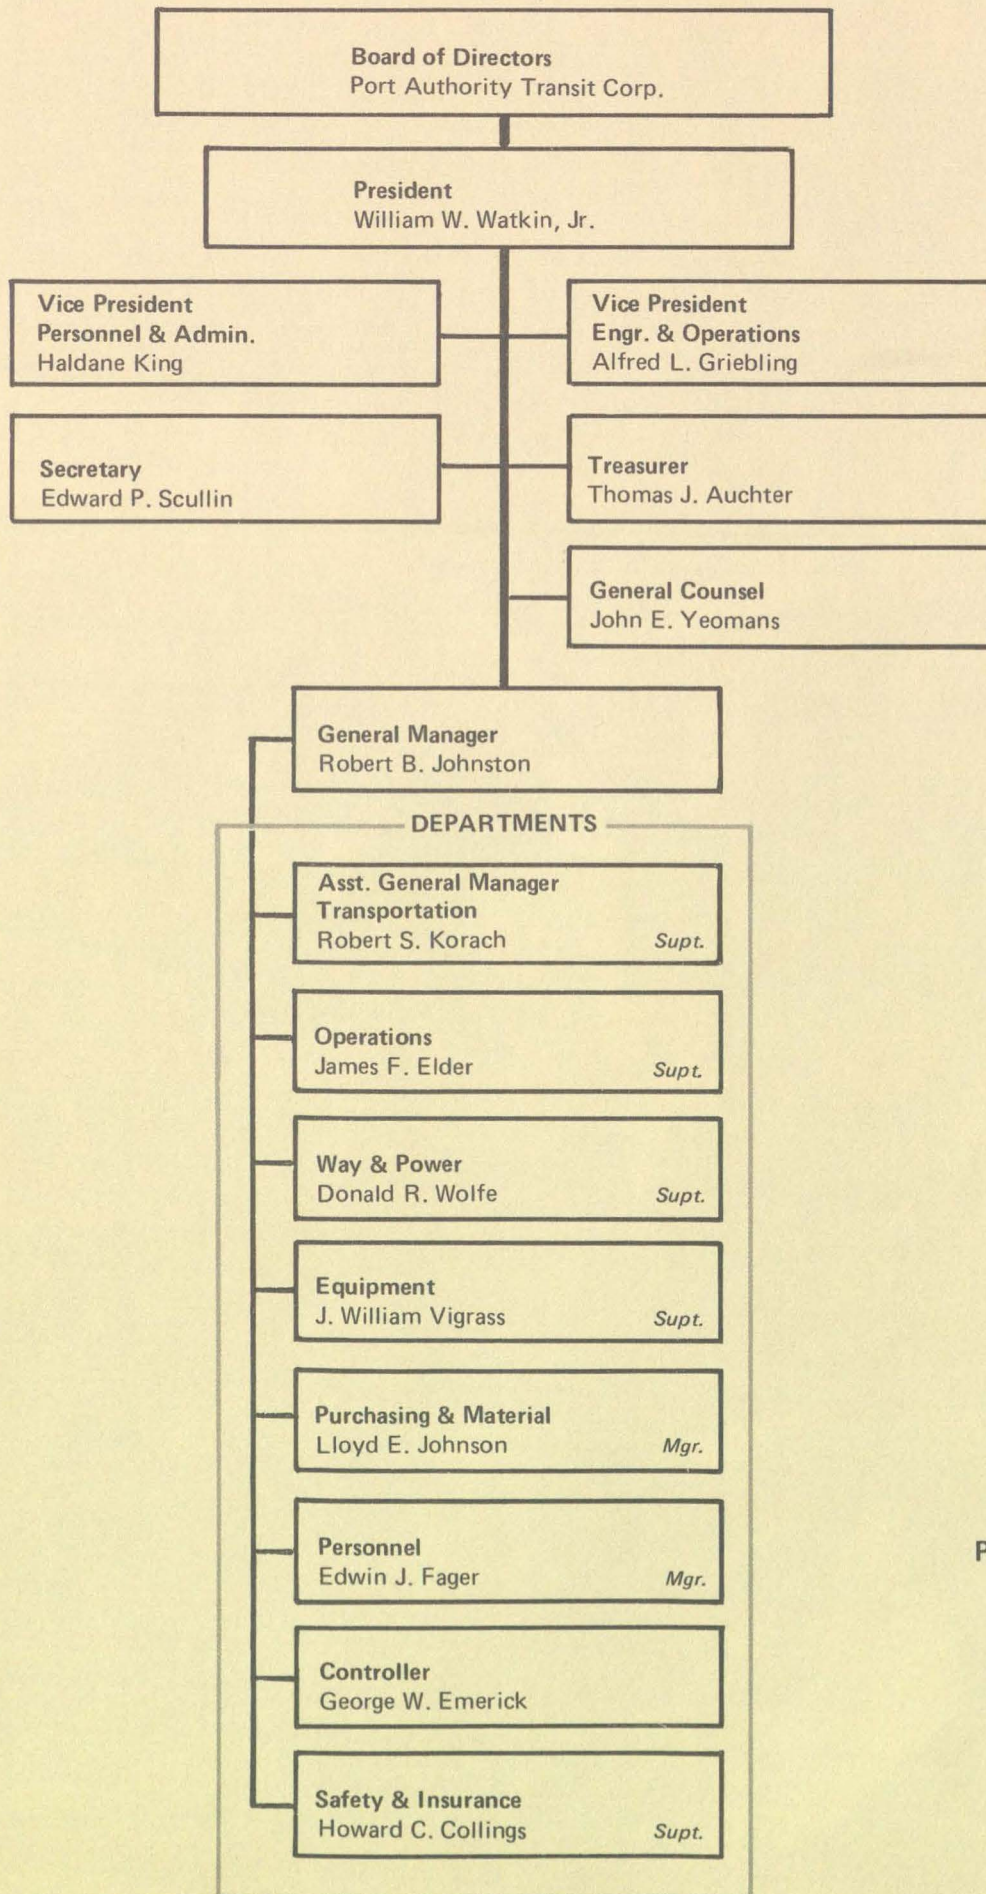 Board of Directors
Port Authority Transit Corp.
President
William W. Watkin, Jr.
Vice President
Personnel & Admin.
Haldane King
Vice President
Engr. & Operations
Alfred L. Griebling
Secretary
Edward P. Scullin
Treasurer
Thomas J. Auchter
General Counsel
John E. Yeomans
General Manager
Robert B. Johnston
DEPARTMENTS
Asst. General Manager
Transportation
Robert S. Korach Supt.
Operations
James F. Elder Supt.
Way & Power
Donald R. Wolfe Supt.
Equipment
J. William Vigrass Supt.
Purchasing & Material
Lloyd E. Johnson Mgr.
Personnel
Edwin J. Fager Mgr.
P
Controller
George W. Emerick
Safety & Insurance
Howard C. Collings Supt.